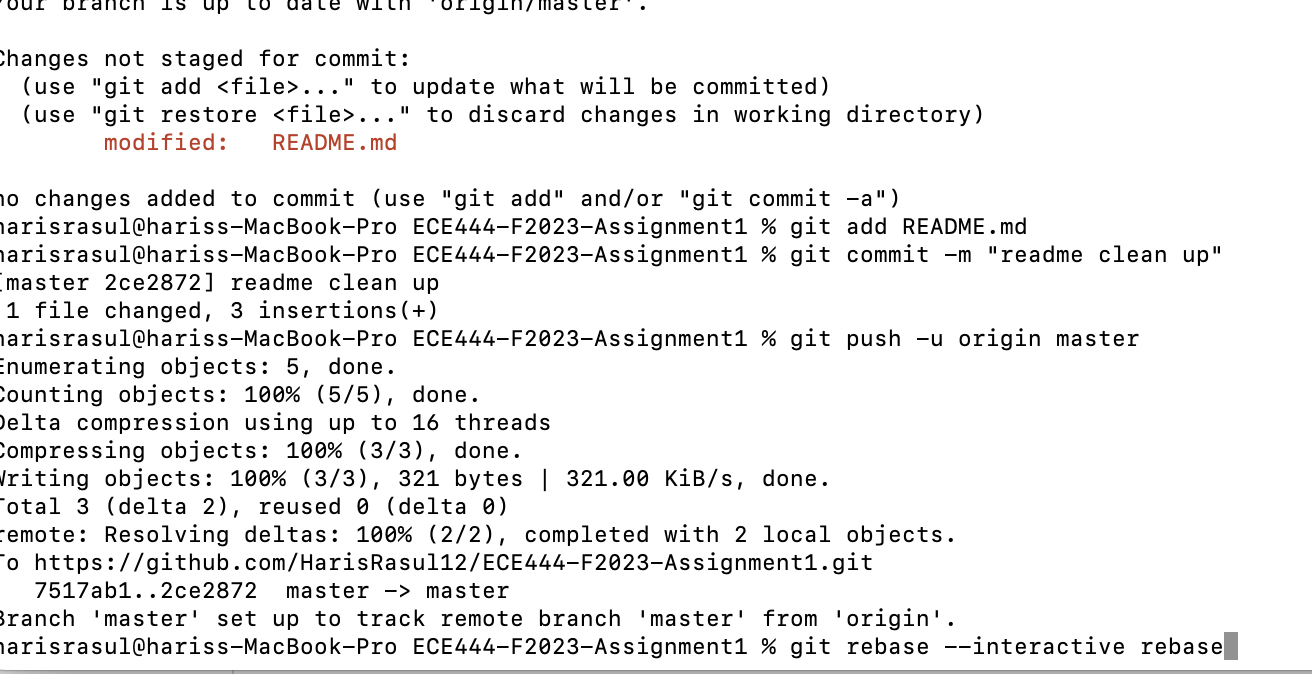 Your branch is up to date with 'origin/master'.
Changes not staged for commit:
(use "git add <file>..." to update what will be committed)
(use "git restore <file>..." to discard changes in working directory)
modified: README.md
no changes added to commit (use "git add" and/or "git commit -a")
harisrasul@hariss-MacBook-Pro ECE444-F2023-Assignment1 % git add README.md
harisrasul@hariss-MacBook-Pro ECE444-F2023-Assignment1 % git commit -m "readme clean up"
[master 2ce2872] readme clean up
1 file changed, 3 insertions(+)
harisrasul@hariss-MacBook-Pro ECE444-F2023-Assignment1 % git push -u origin master
Enumerating objects: 5, done.
Counting objects: 100% (5/5), done.
Delta compression using up to 16 threads
Compressing objects: 100% (3/3), done.
Writing objects: 100% (3/3), 321 bytes | 321.00 KiB/s, done.
Total 3 (delta 2), reused 0 (delta 0)
remote: Resolving deltas: 100% (2/2), completed with 2 local objects.
To https://github.com/HarisRasul12/ECE444-F2023-Assignment1.git
7517ab1..2ce2872 master -> master
Branch 'master' set up to track remote branch 'master' from 'origin'.
harisrasul@hariss-MacBook-Pro ECE444-F2023-Assignment1 % git rebase --interactive rebase